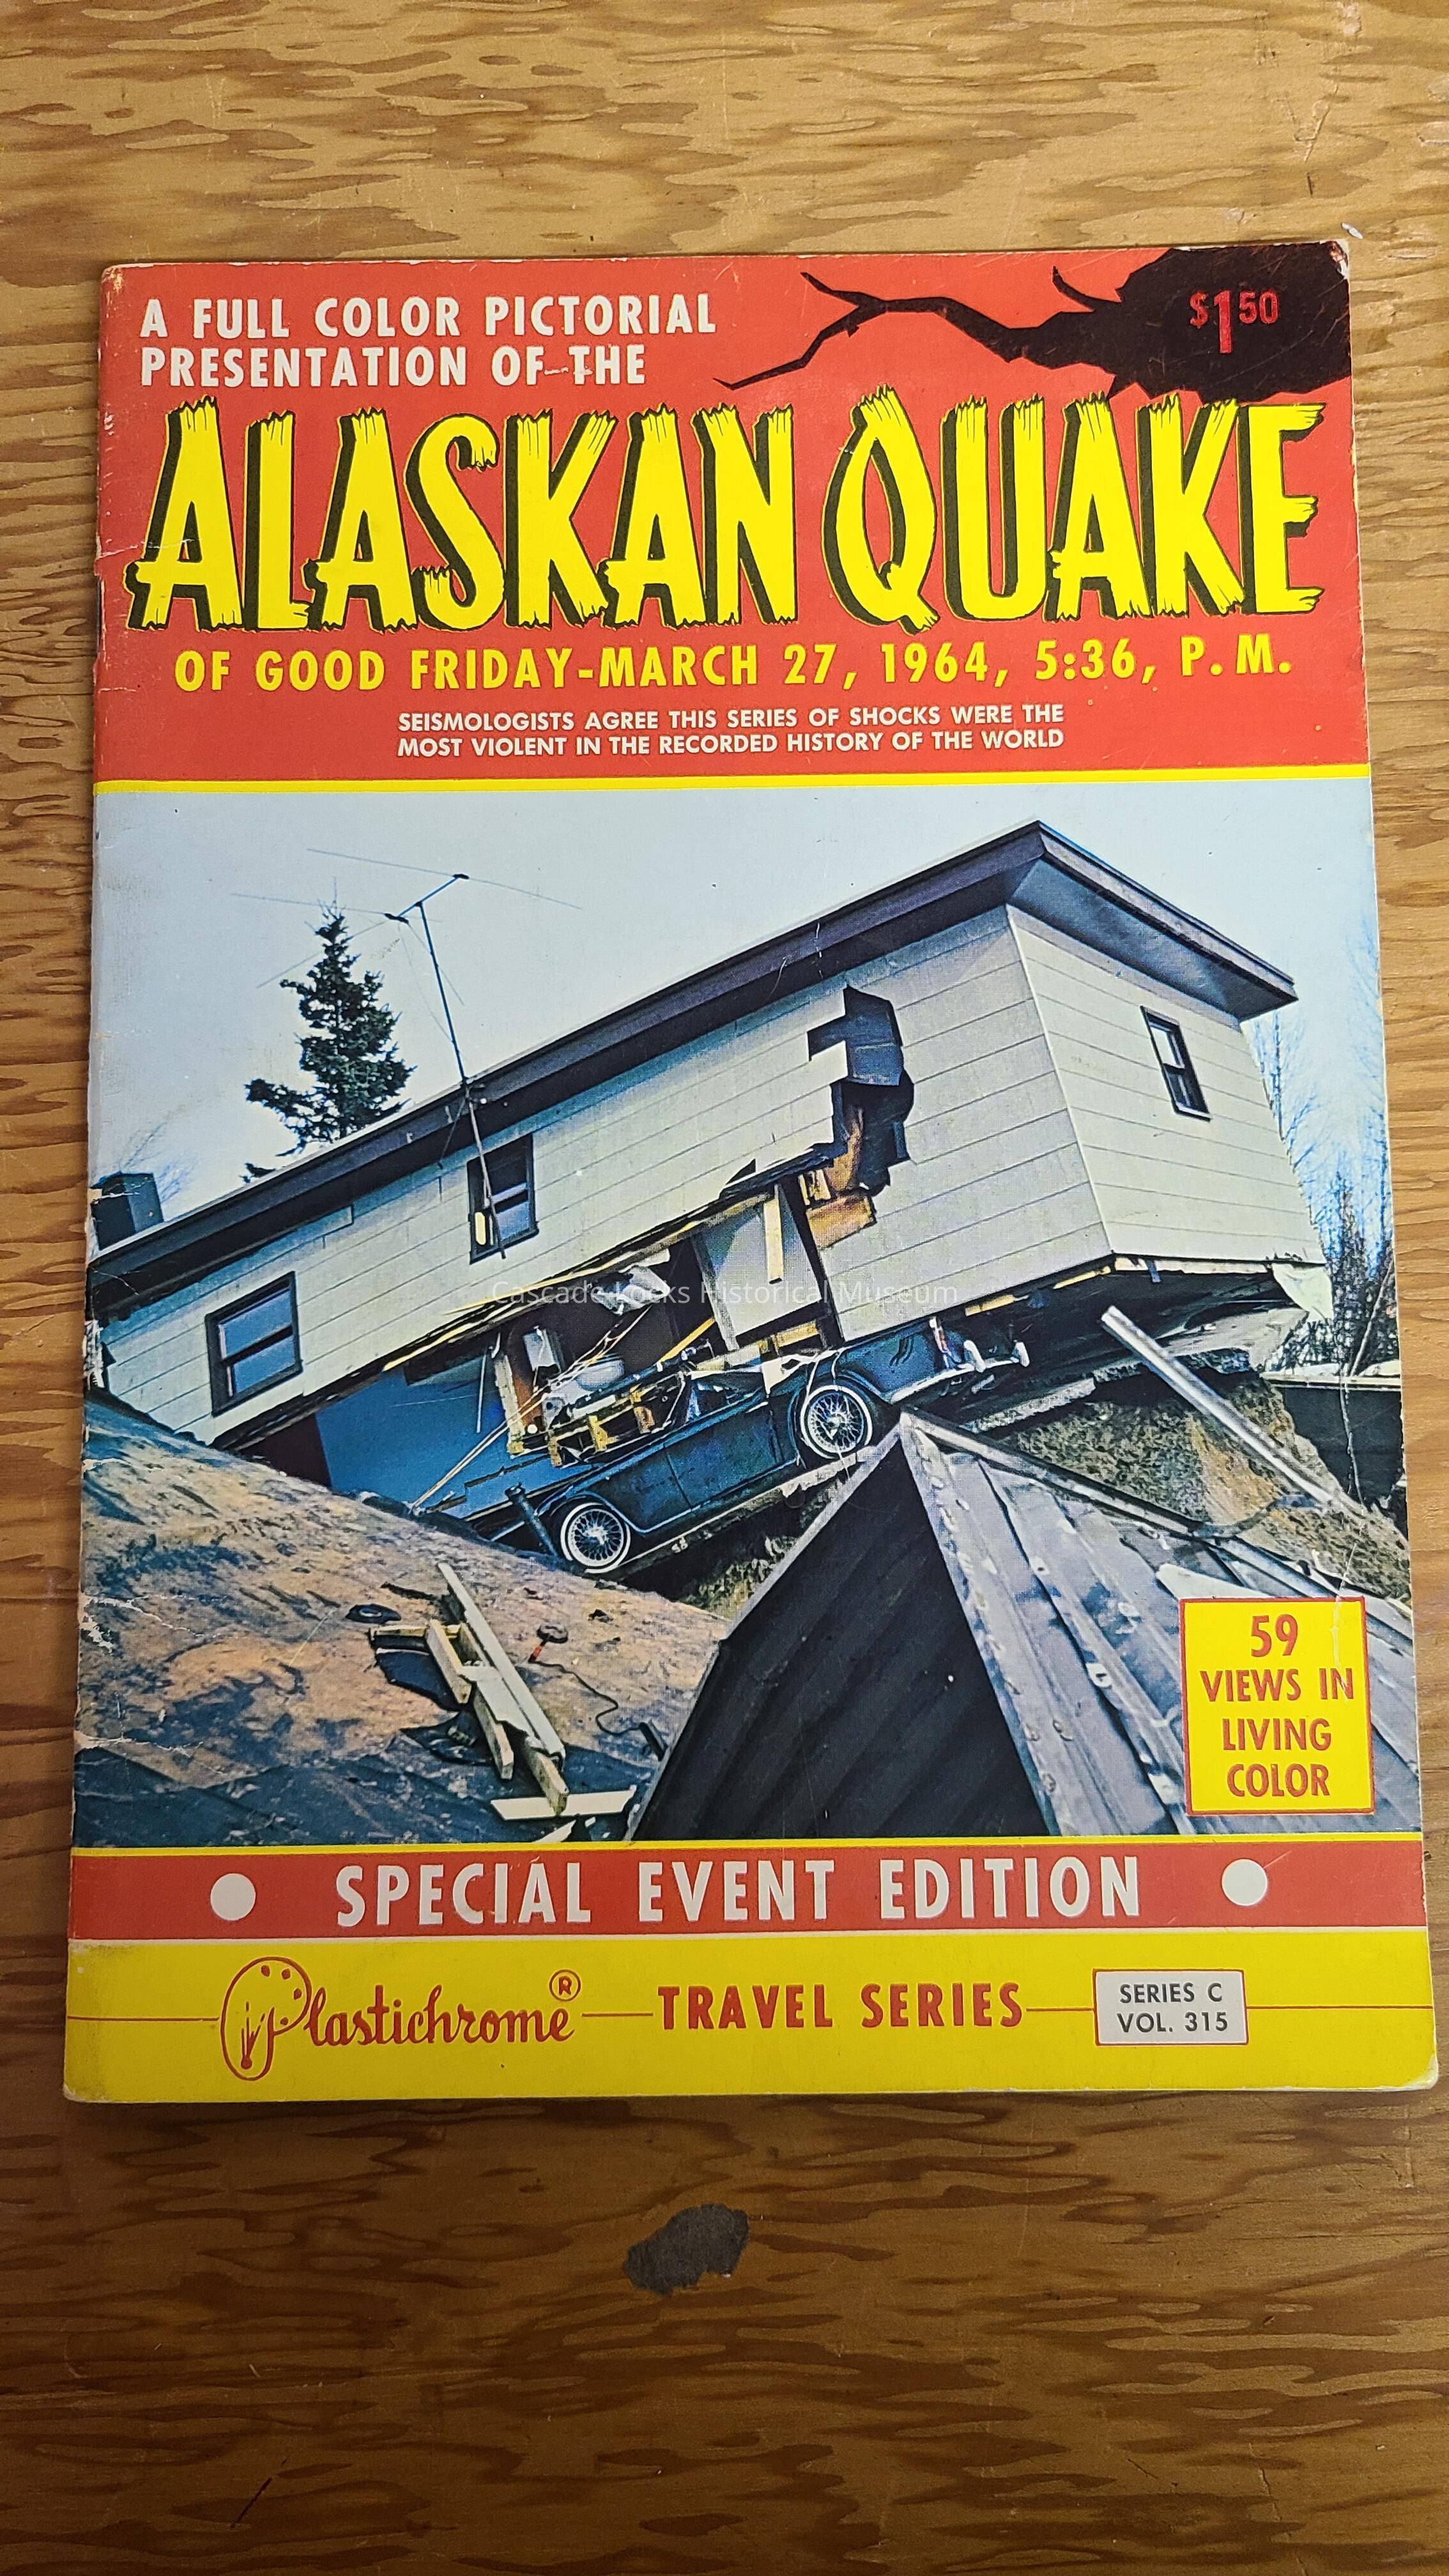 A FULL COLOR PICTORIAL
PRESENTATION OF THE
$1.50
ALASKAN QUAKE
OF GOOD FRIDAY-MARCH 27, 1964, 5:36, P.M.
SEISMOLOGISTS AGREE THIS SERIES OF SHOCKS WERE THE
MOST VIOLENT IN THE RECORDED HISTORY OF THE WORLD
Cascade Locks Historical Museum
59
VIEWS IN
LIVING
COLOR
• SPECIAL EVENT EDITION •
Plastichrome® — TRAVEL SERIES —
SERIES C
VOL. 315